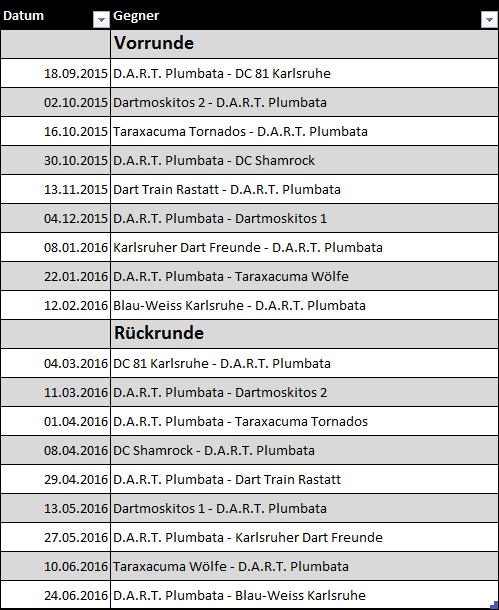 Datum Gegner
Vorrunde
18.09.2015 D.A.R.T. Plumbata - DC 81 Karlsruhe
02.10.2015 Dartmoskitos 2 - D.A.R.T. Plumbata
16.10.2015 Taraxacuma Tornados - D.A.R.T. Plumbata
30.10.2015 D.A.R.T. Plumbata - DC Shamrock
13.11.2015 Dart Train Rastatt - D.A.R.T. Plumbata
04.12.2015 D.A.R.T. Plumbata - Dartmoskitos 1
08.01.2016 Karlsruher Dart Freunde - D.A.R.T. Plumbata
22.01.2016 D.A.R.T. Plumbata - Taraxacuma Wölfe
12.02.2016 Blau-Weiss Karlsruhe - D.A.R.T. Plumbata
Rückrunde
04.03.2016 DC 81 Karlsruhe - D.A.R.T. Plumbata
11.03.2016 D.A.R.T. Plumbata - Dartmoskitos 2
01.04.2016 D.A.R.T. Plumbata - Taraxacuma Tornados
08.04.2016 DC Shamrock - D.A.R.T. Plumbata
29.04.2016 D.A.R.T. Plumbata - Dart Train Rastatt
13.05.2016 Dartmoskitos 1 - D.A.R.T. Plumbata
27.05.2016 D.A.R.T. Plumbata - Karlsruher Dart Freunde
10.06.2016 Taraxacuma Wölfe - D.A.R.T. Plumbata
24.06.2016 D.A.R.T. Plumbata - Blau-Weiss Karlsruhe